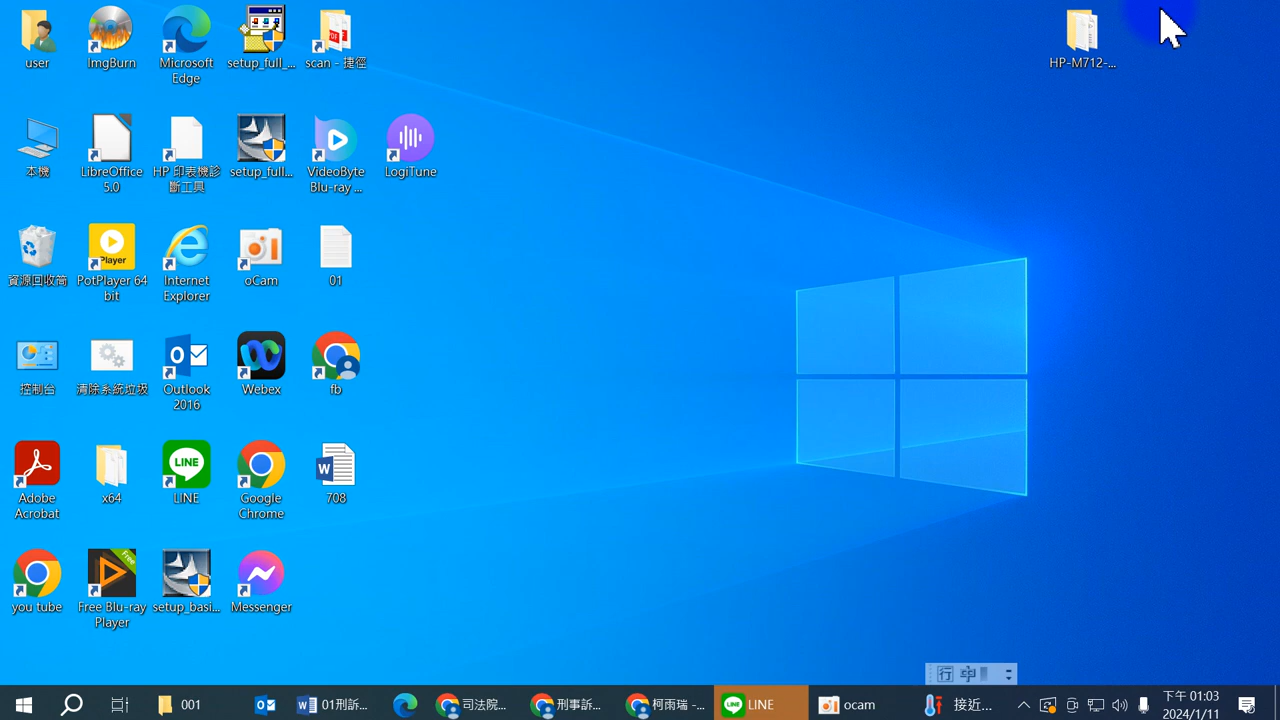 user
ImgBurn
Microsoft
Edge
setup_full_...
scan - 捷徑
HP-M712-...
本機
LibreOffice
5.0
HP 印表機診
斷工具
setup_full...
VideoByte
Blu-ray ...
LogiTune
資源回收筒
Player
PotPlayer 64
bit
Internet
Explorer
oCam
01
控制台
清除系統垃圾
Outlook
2016
Webex
fb
Adobe
Acrobat
x64
LINE
LINE
Google
Chrome
708
you tube
Free
Free Blu-ray
Player
setup_basi...
Messenger
行 中
001
01刑訴...
司法院...
刑事訴...
柯雨瑞 -...
LINE
ocam
接近...
下午 01:03
2024/1/11